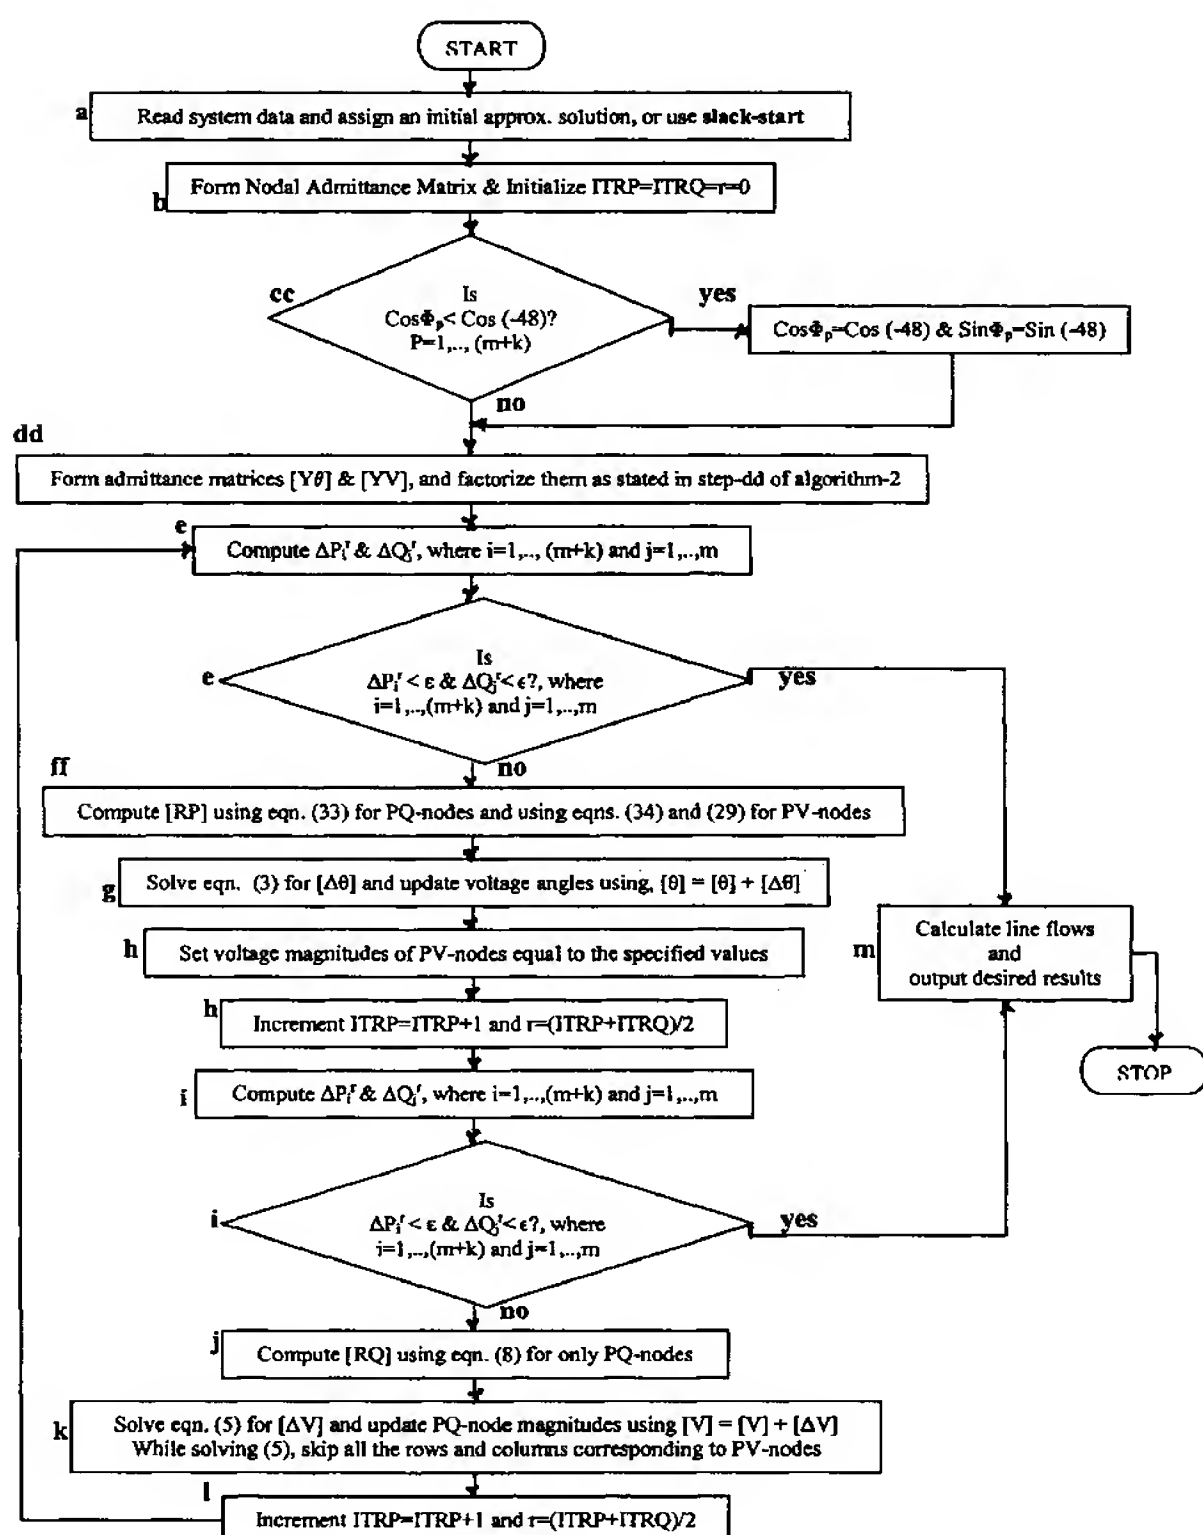 START
a
Read system data and assign an initial approx. solution, or use slack-start
b
Form Nodal Admittance Matrix & Initialize ITRP=ITRQ=r=0
cc
Is
CosΦp< Cos (-48)?
P=1,.., (m+k)
yes
CosΦp=Cos (-48) & SinΦp=Sin (-48)
no
dd
Form admittance matrices [Yθ] & [YV], and factorize them as stated in step-dd of algorithm-2
e
Compute ΔPi^r & ΔQj^r, where i=1,.., (m+k) and j=1,..,m
e
Is
ΔPi^r < ε & ΔQj^r< ϵ?, where
i=1,..,(m+k) and j=1,..,m
yes
no
ff
Compute [RP] using eqn. (33) for PQ-nodes and using eqns. (34) and (29) for PV-nodes
g
Solve eqn. (3) for [Δθ] and update voltage angles using, [θ] = [θ] + [Δθ]
h
Set voltage magnitudes of PV-nodes equal to the specified values
h
Increment ITRP=ITRP+1 and r=(ITRP+ITRQ)/2
m
Calculate line flows
and
output desired results
STOP
i
Compute ΔPi^r & ΔQj^r, where i=1,..,(m+k) and j=1,..,m
i
Is
ΔPi^r < ε & ΔQj^r< ϵ?, where
i=1,..,(m+k) and j=1,..,m
yes
no
j
Compute [RQ] using eqn. (8) for only PQ-nodes
k
Solve eqn. (5) for [ΔV] and update PQ-node magnitudes using [V] = [V] + [ΔV]
While solving (5), skip all the rows and columns corresponding to PV-nodes
l
Increment ITRP=ITRP+1 and r=(ITRP+ITRQ)/2